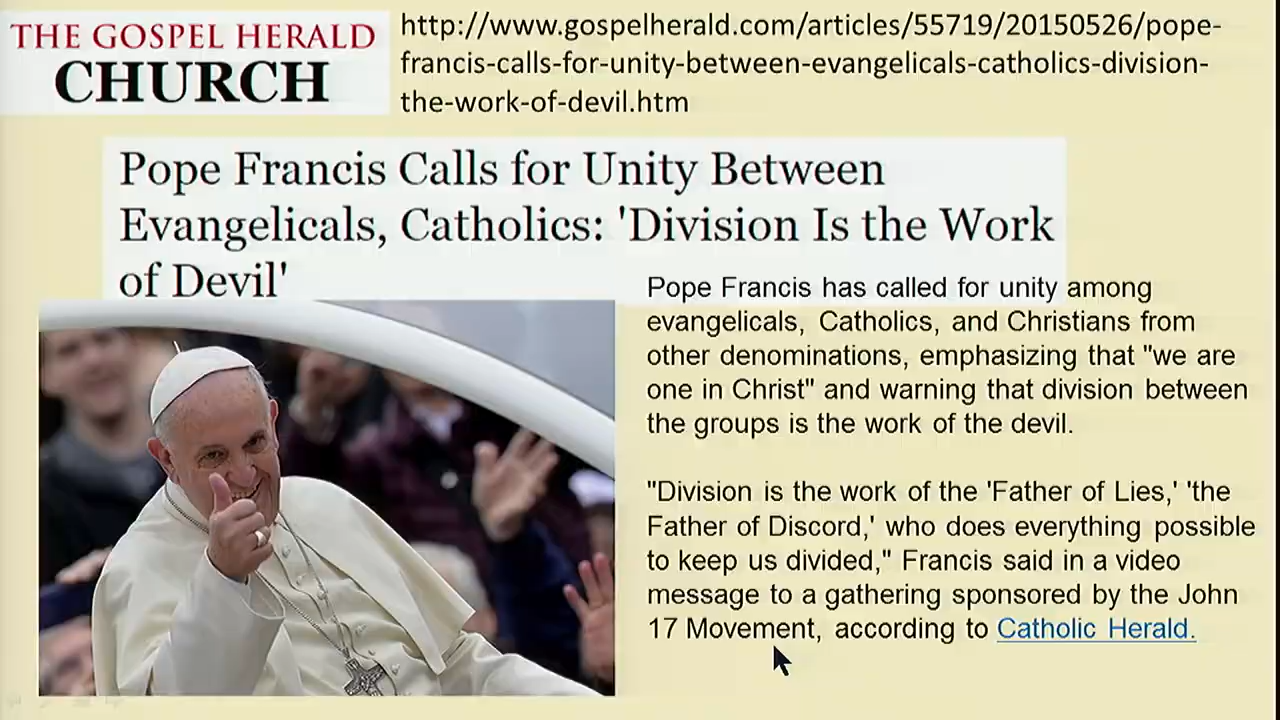 THE GOSPEL HERALD
CHURCH
http://www.gospelherald.com/articles/55719/20150526/pope-
francis-calls-for-unity-between-evangelicals-catholics-division-
the-work-of-devil.htm
Pope Francis Calls for Unity Between
Evangelicals, Catholics: 'Division Is the Work
of Devil'
Pope Francis has called for unity among
evangelicals, Catholics, and Christians from
other denominations, emphasizing that "we are
one in Christ" and warning that division between
the groups is the work of the devil.
"Division is the work of the 'Father of Lies,' 'the
Father of Discord,' who does everything possible
to keep us divided," Francis said in a video
message to a gathering sponsored by the John
17 Movement, according to Catholic Herald.